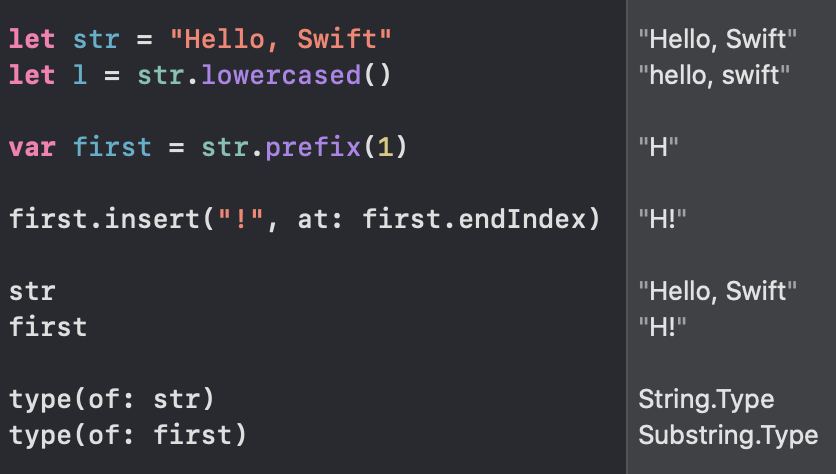 let str = "Hello, Swift" "Hello, Swift"
let l = str.lowercased() "hello, swift"
var first = str.prefix(1) "H"
first.insert("!", at: first.endIndex) "H!"
str "Hello, Swift"
first "H!"
type(of: str) String.Type
type(of: first) Substring.Type